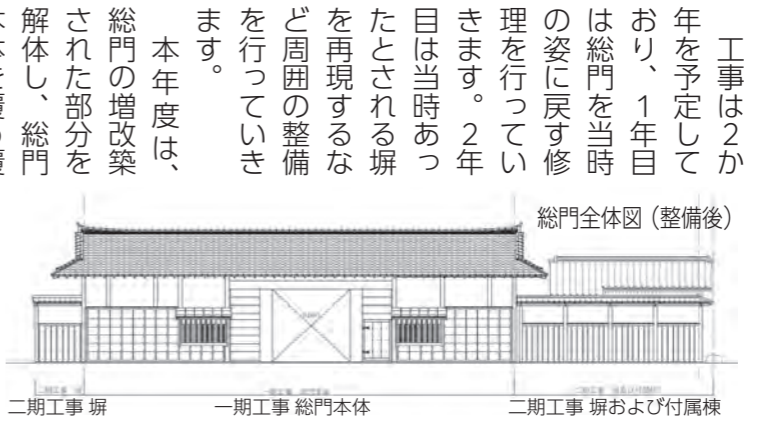 工事は２か
年を予定して
おり、１年目
は総門を当時
の姿に戻す修
理を行ってい
きます。２年
目は当時あっ
たとされる塀
を再現するな
ど周囲の整備
を行っていき
ます。
　本年度は、
総門の増改築
された部分を
解体し、総門
総門全体図（整備後）
二期工事 塀
一期工事 総門本体
二期工事 塀および付属棟